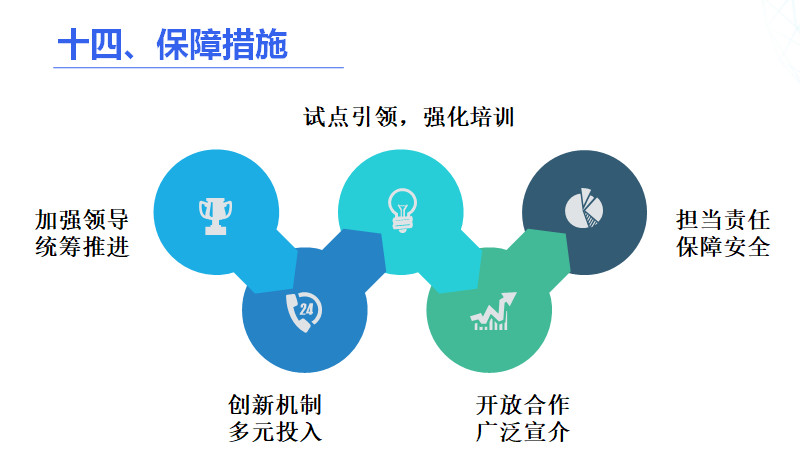 十四、保障措施
试点引领，强化培训
加强领导
统筹推进
担当责任
保障安全
24
创新机制
多元投入
开放合作
广泛宣介